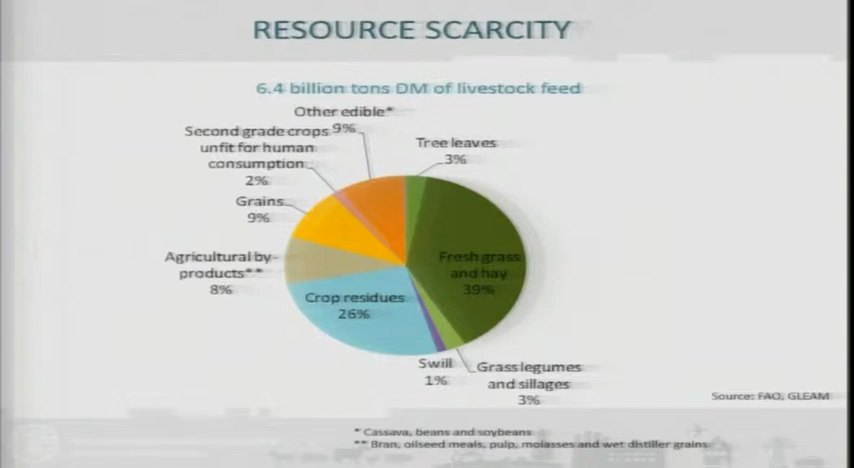 RESOURCE SCARCITY
6.4 billion tons DM of livestock feed
Other edible*
9%
Second grade crops
unfit for human
consumption
2%
Tree leaves
3%
Grains
9%
Agricultural by-
products**
8%
Fresh grass
and hay
39%
Crop residues
26%
Swill
1%
Grass legumes
and sillages
3%
Source: FAO, GLEAM
* Cassava, beans and soybeans
** Bran, oilseed meals, pulp, molasses and wet distiller grains